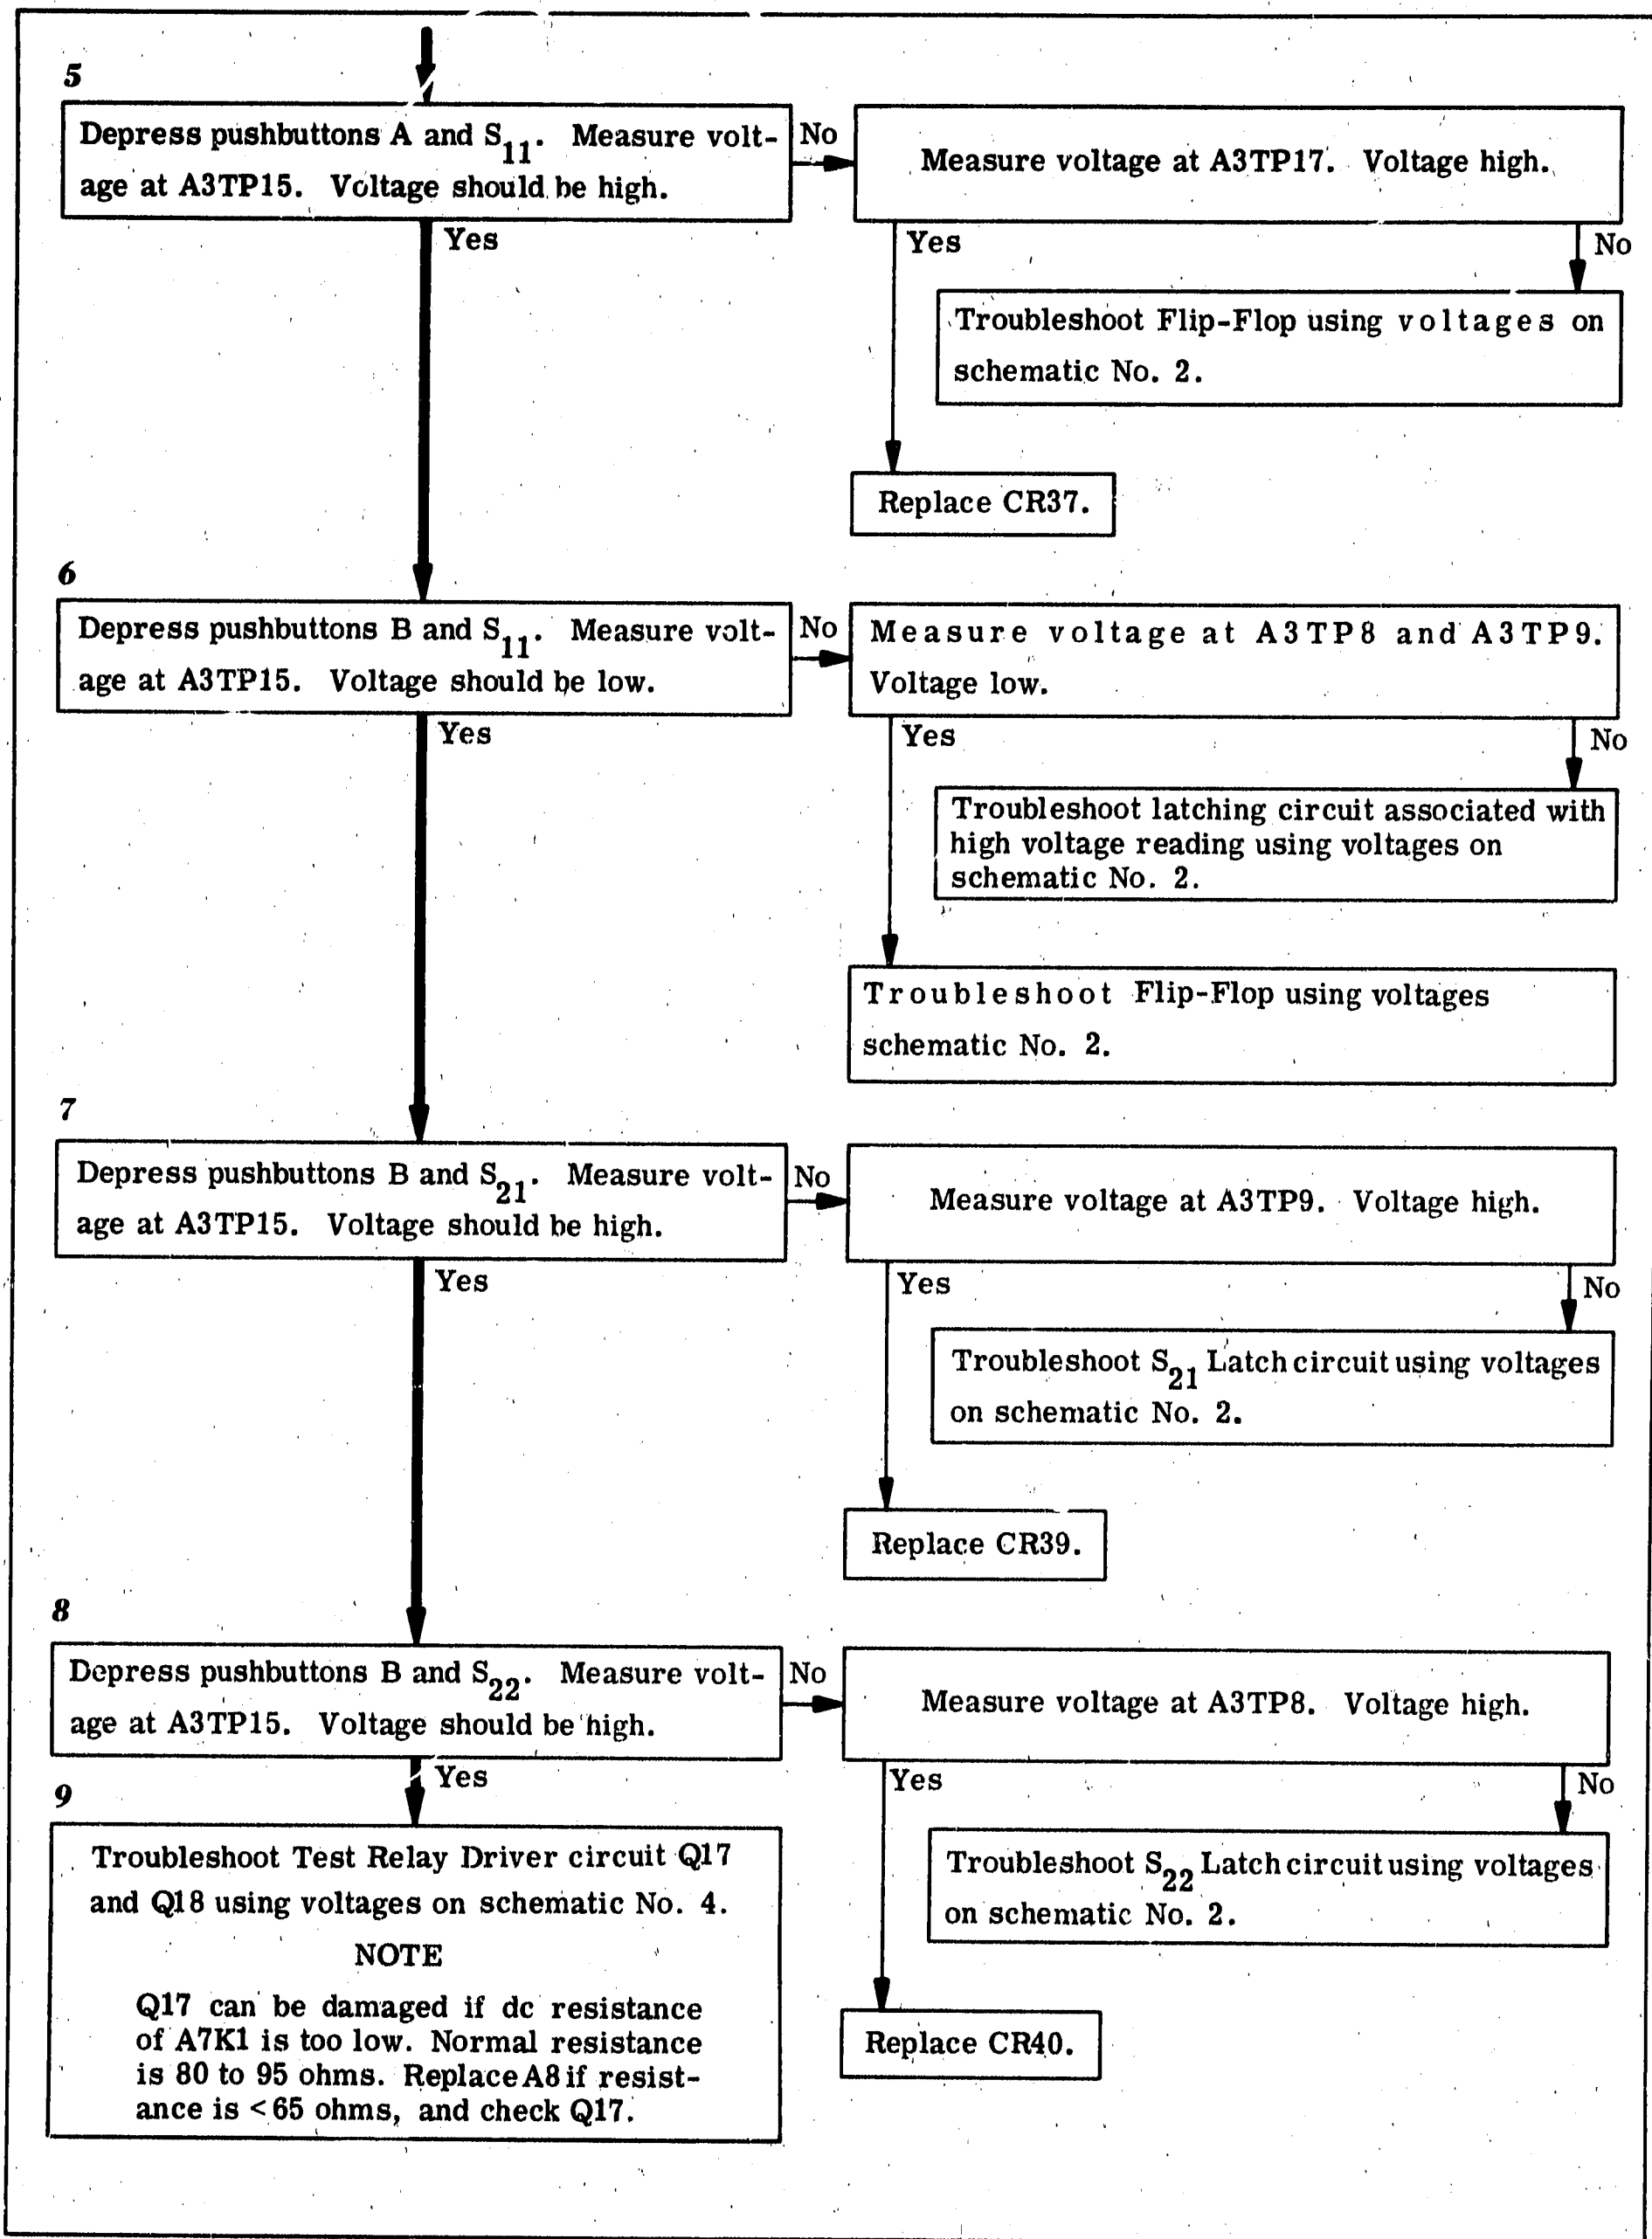 5
Depress pushbuttons A and S11. Measure volt-
age at A3TP15. Voltage should be high.
No
Measure voltage at A3TP17. Voltage high.
Yes
Yes
No
Troubleshoot Flip-Flop using voltages on
schematic No. 2.
Replace CR37.
6
Depress pushbuttons B and S11. Measure volt-
age at A3TP15. Voltage should be low.
No
Measure voltage at A3TP8 and A3TP9.
Voltage low.
Yes
Yes
No
Troubleshoot latching circuit associated with
high voltage reading using voltages on
schematic No. 2.
Troubleshoot Flip-Flop using voltages
schematic No. 2.
7
Depress pushbuttons B and S21. Measure volt-
age at A3TP15. Voltage should be high.
No
Measure voltage at A3TP9. Voltage high.
Yes
Yes
No
Troubleshoot S21 Latch circuit using voltages
on schematic No. 2.
Replace CR39.
8
Depress pushbuttons B and S22. Measure volt-
age at A3TP15. Voltage should be high.
No
Measure voltage at A3TP8. Voltage high.
Yes
Yes
No
9
Troubleshoot Test Relay Driver circuit Q17
and Q18 using voltages on schematic No. 4.
NOTE
Q17 can be damaged if dc resistance
of A7K1 is too low. Normal resistance
is 80 to 95 ohms. Replace A8 if resist-
ance is <65 ohms, and check Q17.
Troubleshoot S22 Latch circuit using voltages
on schematic No. 2.
Replace CR40.